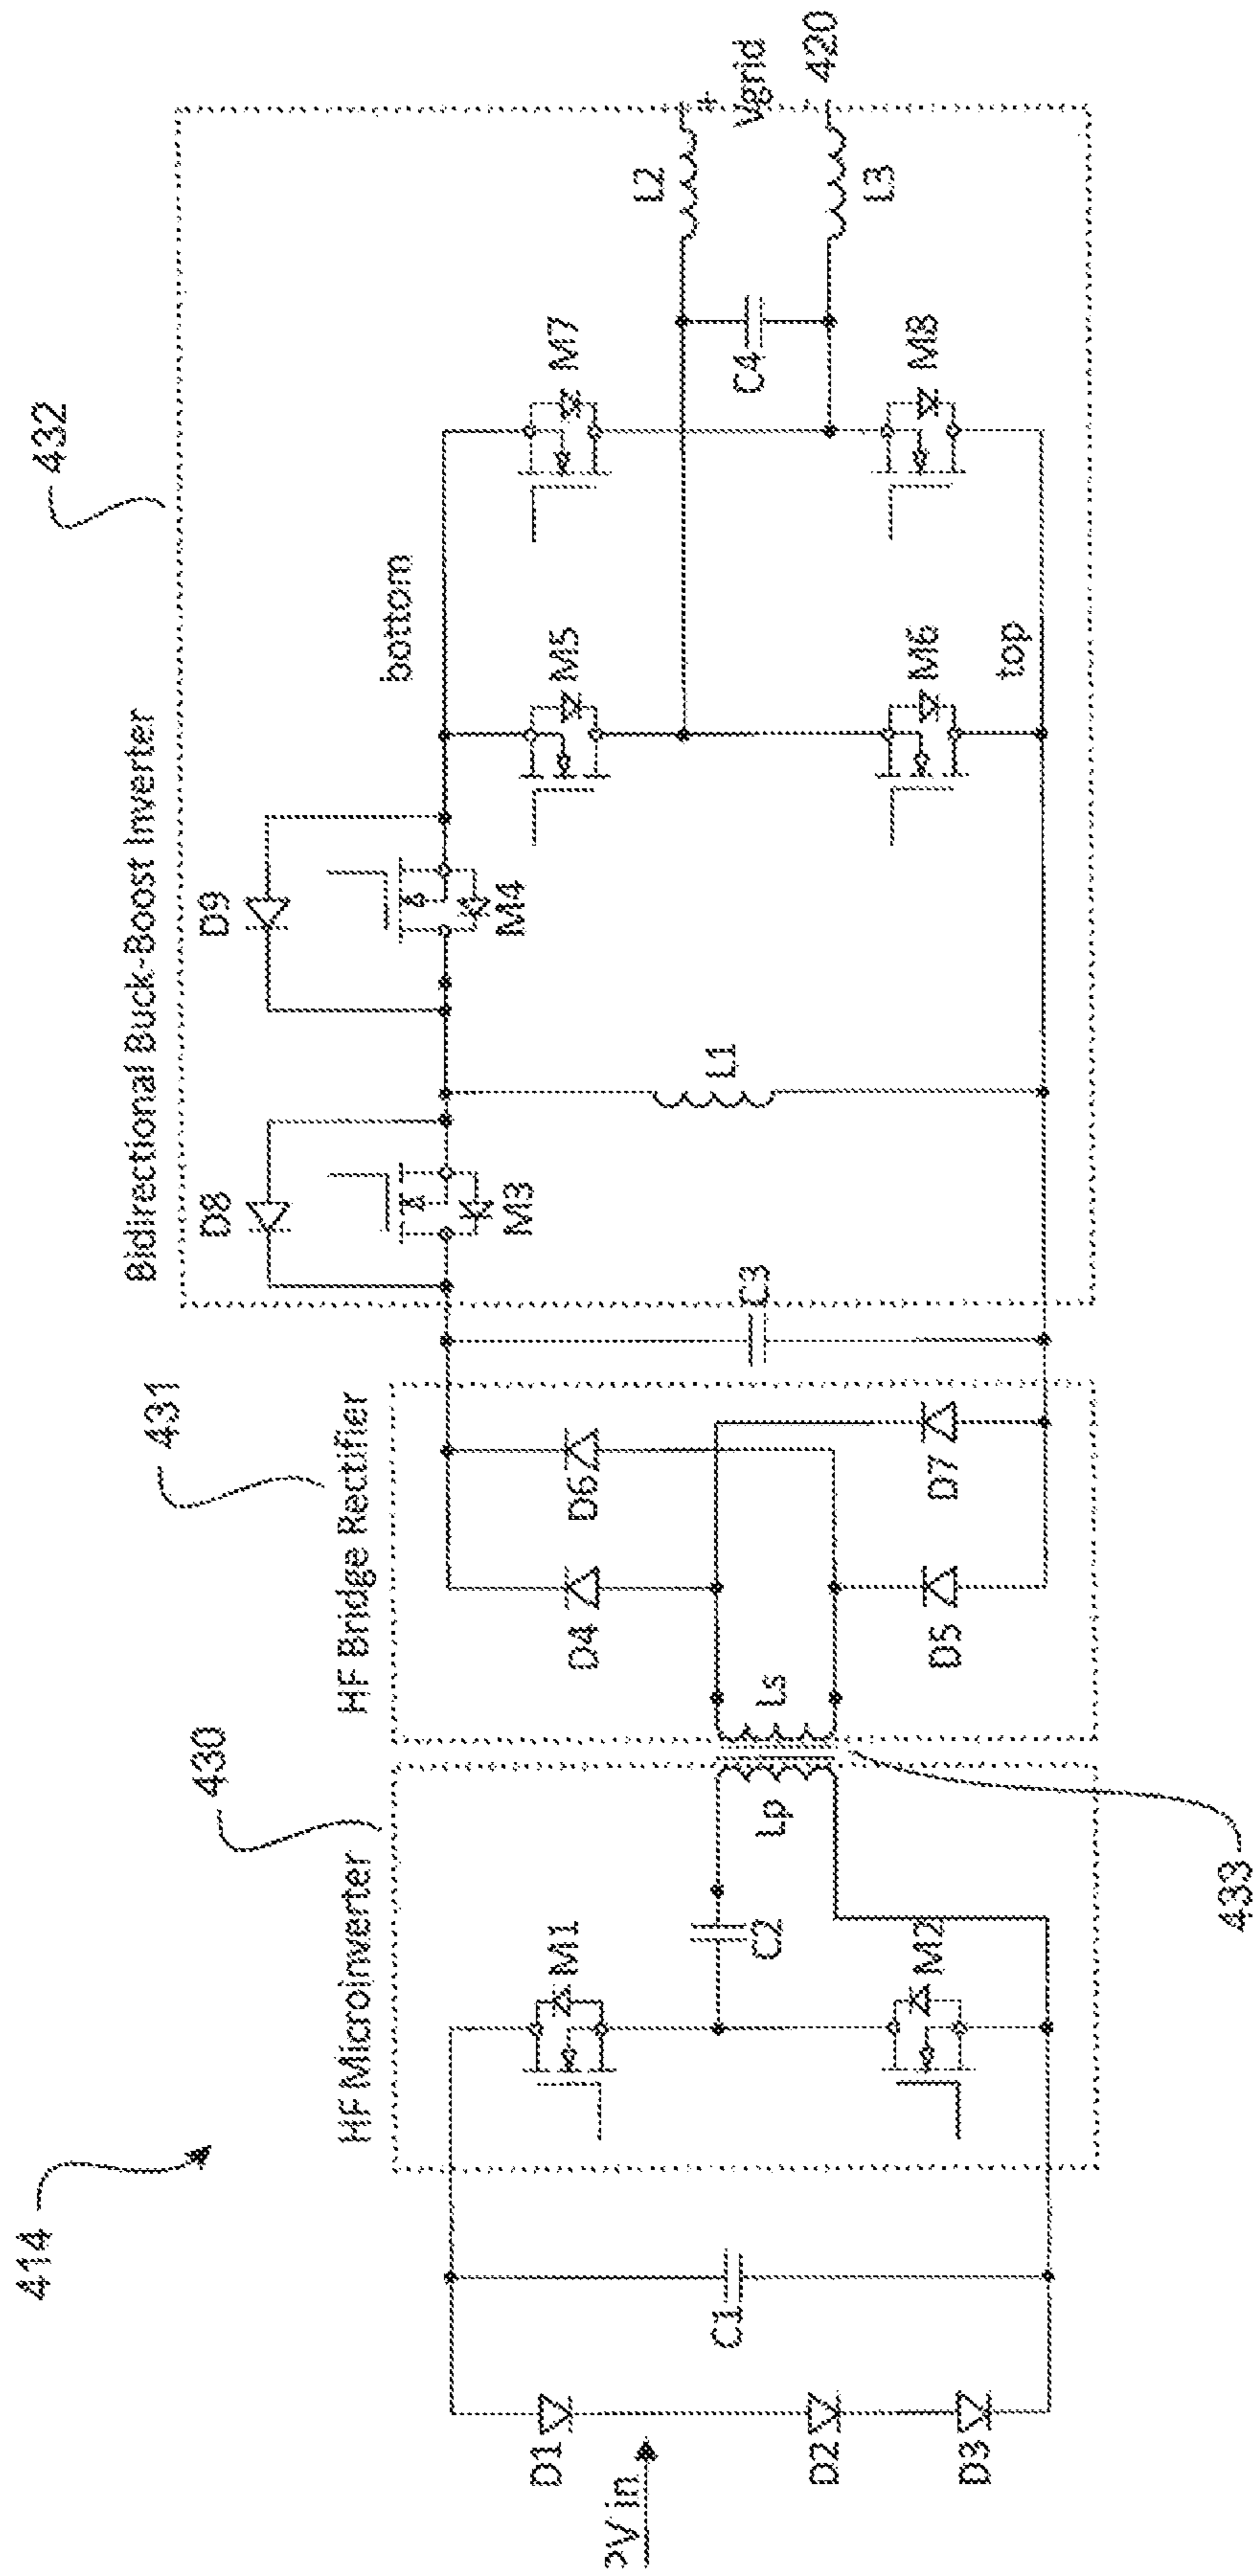 414
430
431
432
HF Microinverter
HF Bridge Rectifier
Bidirectional Buck-Boost Inverter
D8
D9
M3
M4
bottom
D1
M1
D4
D6
M5
M7
PV in
C1
C2
Lp
Ls
C3
L1
L2
C4
+
Vgrid
-
420
L3
D2
D3
M2
D5
D7
M6
M8
top
433